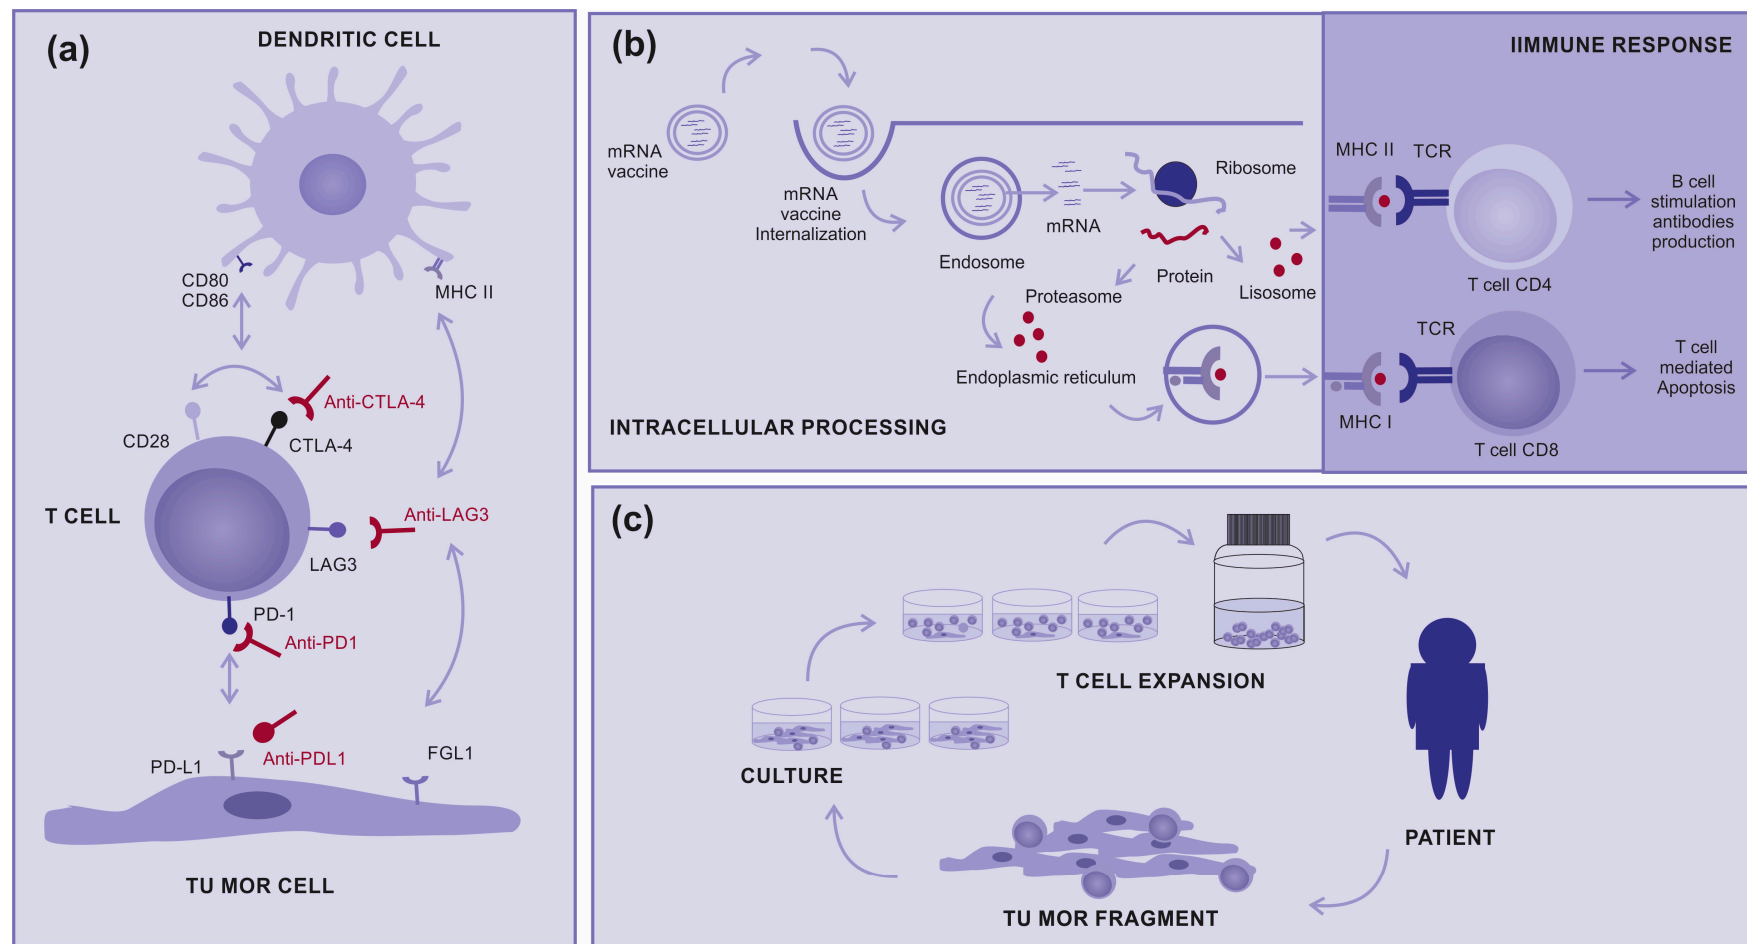 (a)
DENDRITIC CELL
CD80
CD86
MHC II
Anti-CTLA-4
CD28
CTLA-4
T CELL
Anti-LAG3
LAG3
PD-1
Anti-PD1
PD-L1
Anti-PDL1
FGL1
TU MOR CELL
(b)
mRNA
vaccine
mRNA
vaccine
Internalization
Endosome
mRNA
Ribosome
Protein
Proteasome
Lisosome
Endoplasmic reticulum
INTRACELLULAR PROCESSING
IIMMUNE RESPONSE
MHC II
TCR
T cell CD4
B cell
stimulation
antibodies
production
TCR
MHC I
T cell CD8
T cell
mediated
Apoptosis
(c)
T CELL EXPANSION
CULTURE
PATIENT
TU MOR FRAGMENT